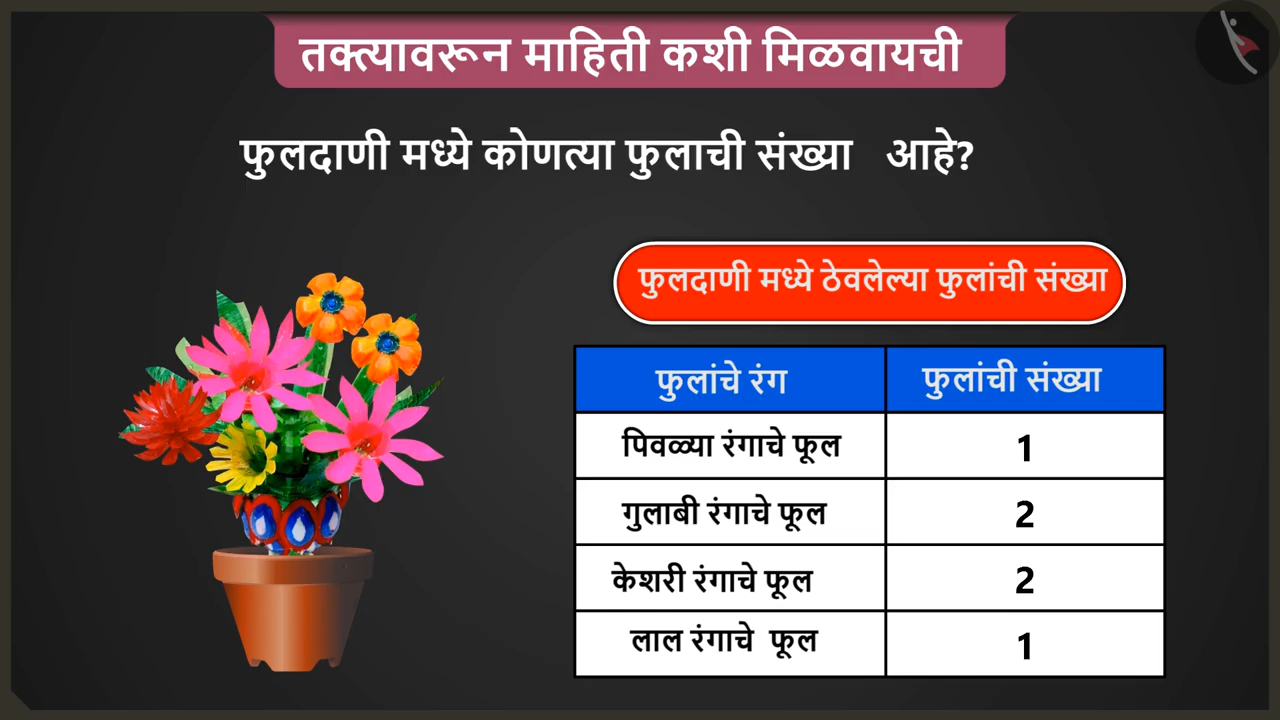 तक्त्यावरून माहिती कशी मिळवायची
फुलदाणी मध्ये कोणत्या फुलाची संख्या आहे?
फुलदाणी मध्ये ठेवलेल्या फुलांची संख्या
फुलांचे रंग फुलांची संख्या
पिवळ्या रंगाचे फूल 1
गुलाबी रंगाचे फूल 2
केशरी रंगाचे फूल 2
लाल रंगाचे फूल 1